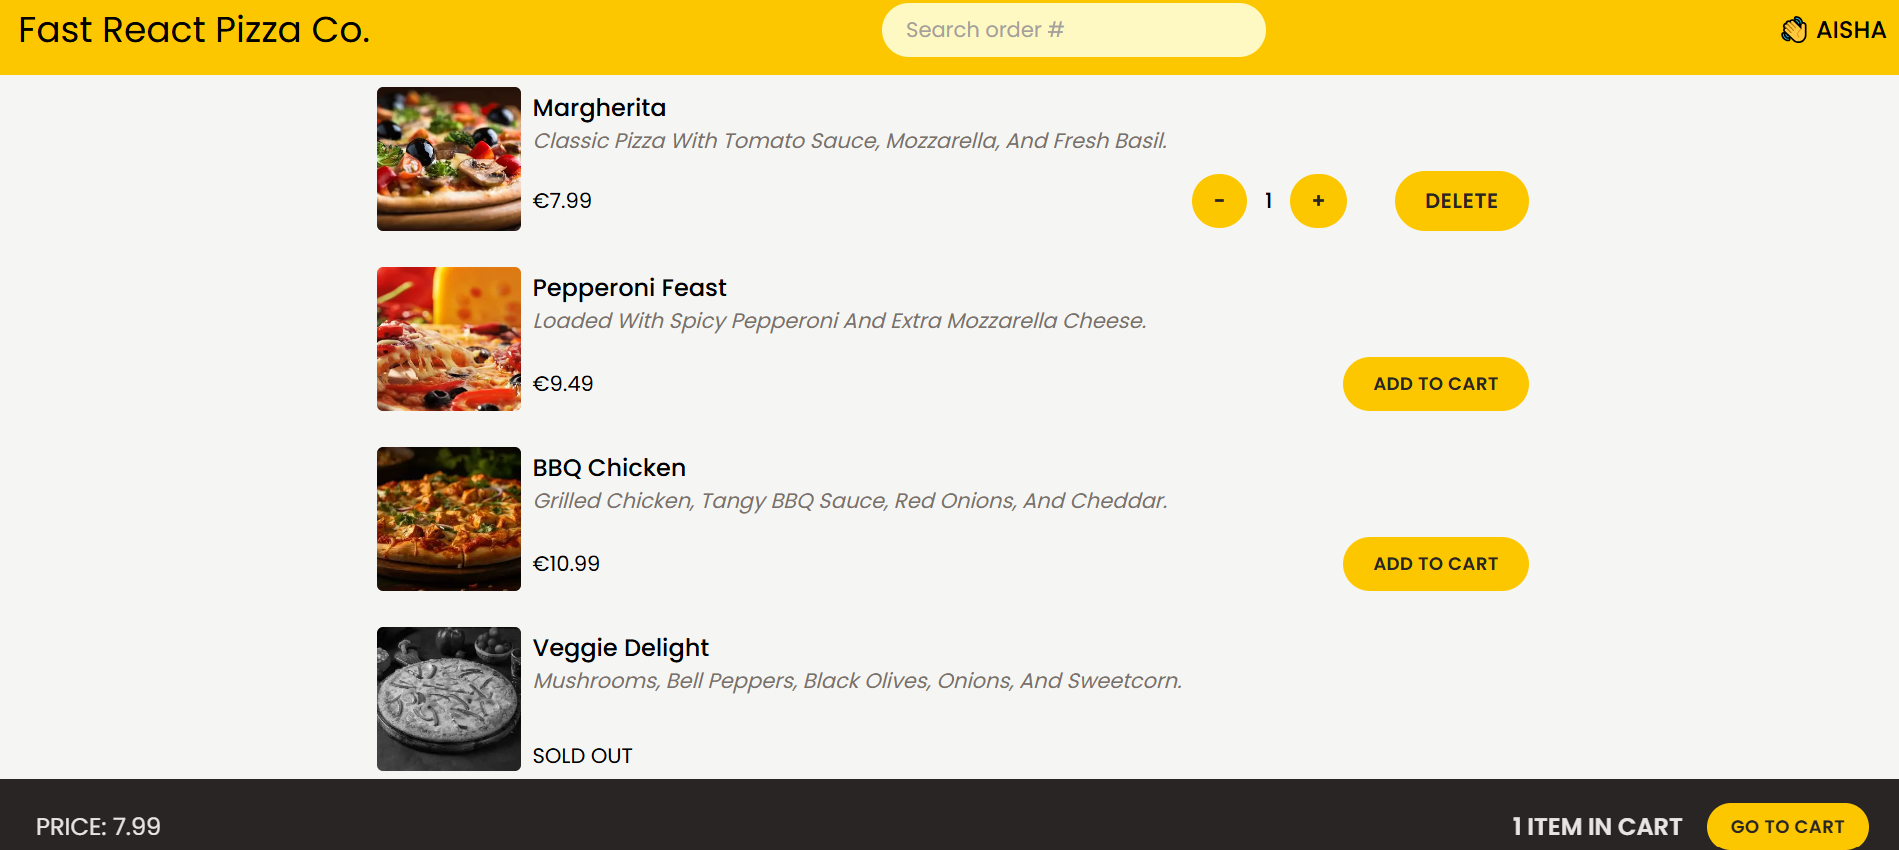 Fast React Pizza Co.
Search order #
👋 AISHA
Margherita
Classic Pizza With Tomato Sauce, Mozzarella, And Fresh Basil.
€7.99
- 1 + DELETE
Pepperoni Feast
Loaded With Spicy Pepperoni And Extra Mozzarella Cheese.
€9.49
ADD TO CART
BBQ Chicken
Grilled Chicken, Tangy BBQ Sauce, Red Onions, And Cheddar.
€10.99
ADD TO CART
Veggie Delight
Mushrooms, Bell Peppers, Black Olives, Onions, And Sweetcorn.
SOLD OUT
PRICE: 7.99
1 ITEM IN CART
GO TO CART